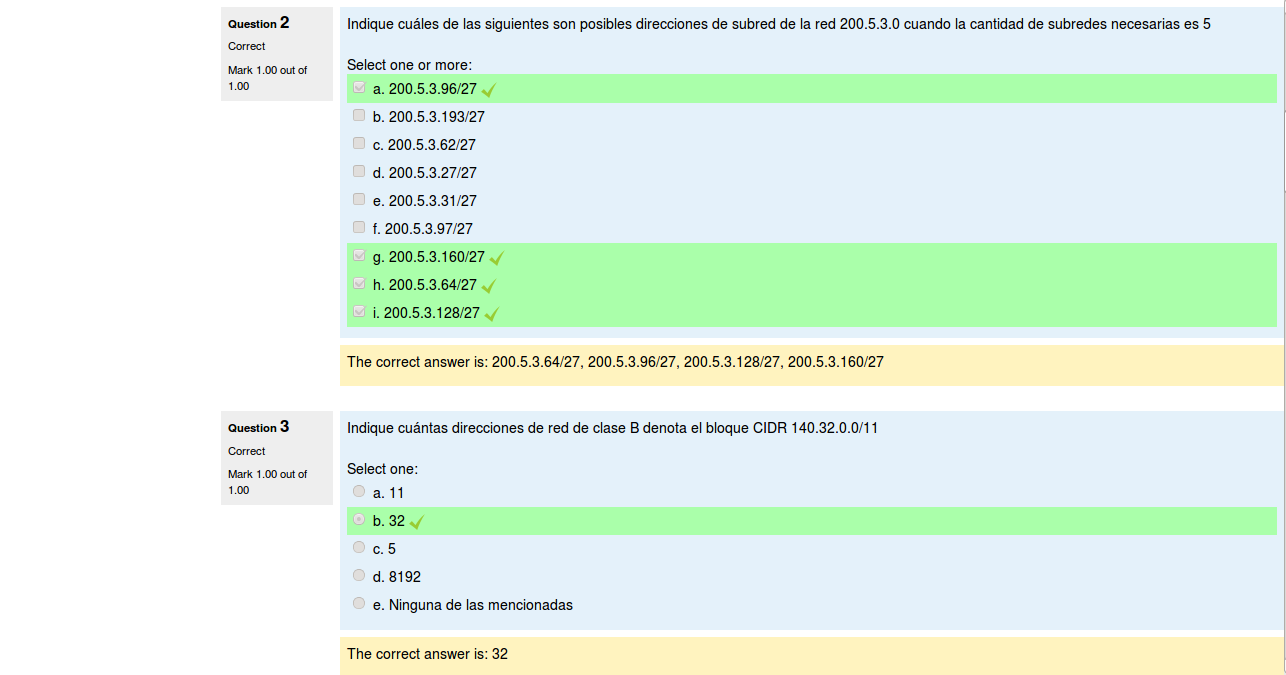 Question 2
Correct
Mark 1.00 out of
1.00
Indique cuáles de las siguientes son posibles direcciones de subred de la red 200.5.3.0 cuando la cantidad de subredes necesarias es 5
Select one or more:
a. 200.5.3.96/27
b. 200.5.3.193/27
c. 200.5.3.62/27
d. 200.5.3.27/27
e. 200.5.3.31/27
f. 200.5.3.97/27
g. 200.5.3.160/27
h. 200.5.3.64/27
i. 200.5.3.128/27
The correct answer is: 200.5.3.64/27, 200.5.3.96/27, 200.5.3.128/27, 200.5.3.160/27
Question 3
Correct
Mark 1.00 out of
1.00
Indique cuántas direcciones de red de clase B denota el bloque CIDR 140.32.0.0/11
Select one:
a. 11
b. 32
c. 5
d. 8192
e. Ninguna de las mencionadas
The correct answer is: 32